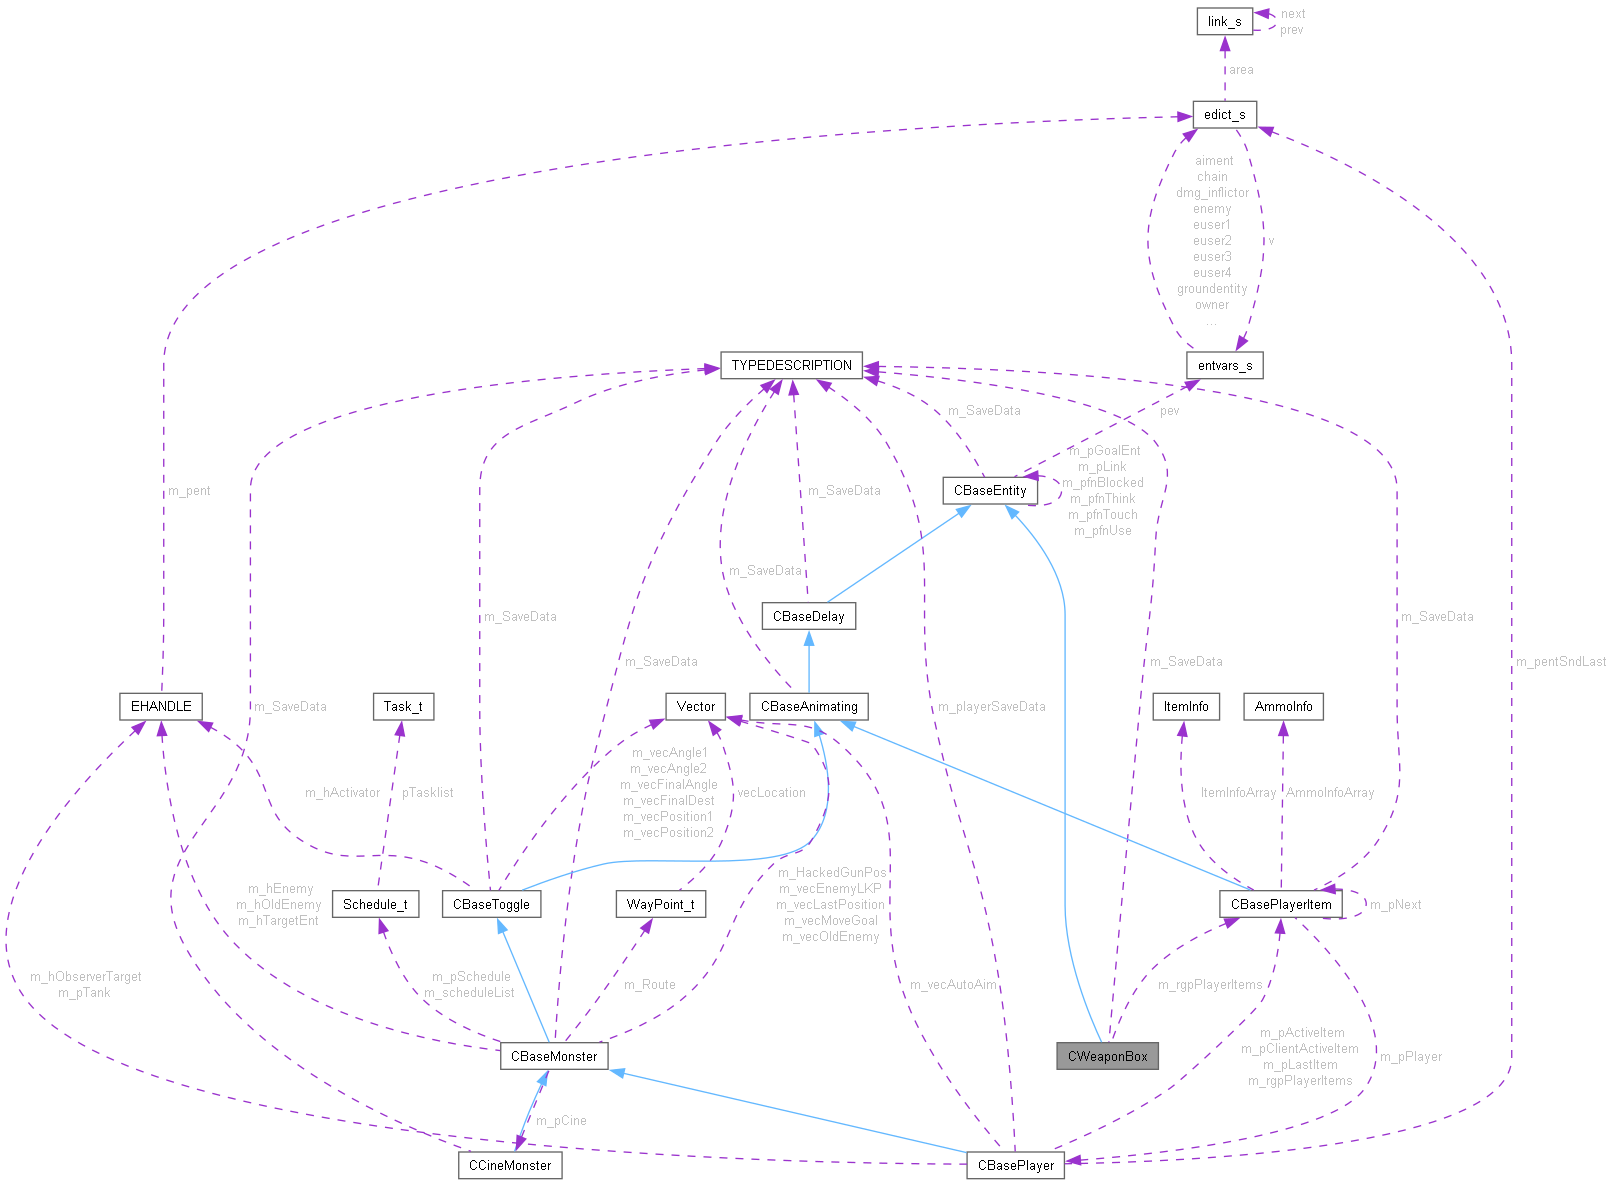 link_s
next
prev
area
edict_s
aiment
chain
dmg_inflictor
enemy
euser1
euser2
euser3
euser4
groundentity
owner
...
v
TYPEDESCRIPTION
entvars_s
m_SaveData
pev
m_pGoalEnt
m_pLink
m_pfnBlocked
m_pfnThink
m_pfnTouch
m_pfnUse
CBaseEntity
m_pent
m_SaveData
m_SaveData
CBaseDelay
m_SaveData
m_SaveData
m_SaveData
m_SaveData
m_pentSndLast
EHANDLE
m_SaveData
Task_t
Vector
CBaseAnimating
m_playerSaveData
ItemInfo
AmmoInfo
m_vecAngle1
m_vecAngle2
m_vecFinalAngle
m_vecFinalDest
m_vecPosition1
m_vecPosition2
m_hActivator
pTasklist
vecLocation
ItemInfoArray
AmmoInfoArray
m_hEnemy
m_hOldEnemy
m_hTargetEnt
Schedule_t
CBaseToggle
WayPoint_t
m_HackedGunPos
m_vecEnemyLKP
m_vecLastPosition
m_vecMoveGoal
m_vecOldEnemy
CBasePlayerItem
m_pNext
m_hObserverTarget
m_pTank
m_pSchedule
m_scheduleList
m_Route
m_vecAutoAim
m_rgpPlayerItems
CBaseMonster
CWeaponBox
m_pActiveItem
m_pClientActiveItem
m_pLastItem
m_rgpPlayerItems
m_pPlayer
m_pCine
CCineMonster
CBasePlayer